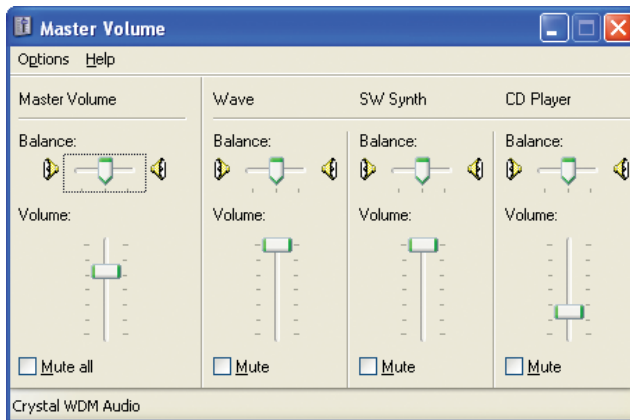 Master Volume
Options Help
Master Volume Wave SW Synth CD Player
Balance: Balance: Balance: Balance:
Volume: Volume: Volume: Volume:
Mute all Mute Mute Mute
Crystal WDM Audio